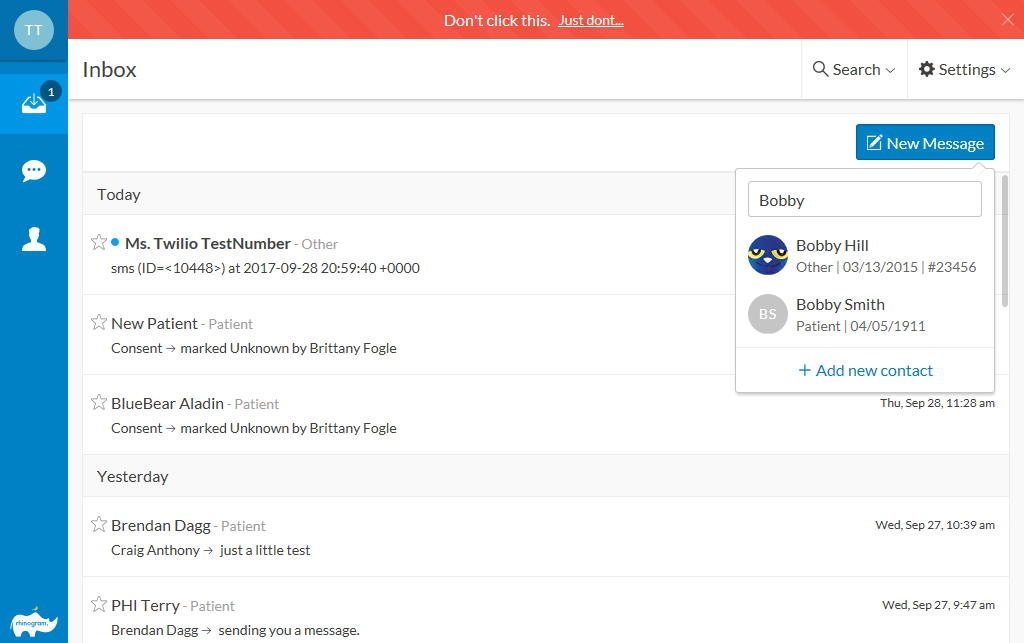 TT
Don't click this. Just dont...
1
Inbox
Search
Settings
New Message
Bobby
Bobby Hill
Other | 03/13/2015 | #23456
BS
Bobby Smith
Patient | 04/05/1911
+ Add new contact
Today
Ms. Twilio TestNumber - Other
sms (ID=<10448>) at 2017-09-28 20:59:40 +0000
New Patient - Patient
Consent → marked Unknown by Brittany Fogle
BlueBear Aladin - Patient
Thu, Sep 28, 11:28 am
Consent → marked Unknown by Brittany Fogle
Yesterday
Brendan Dagg - Patient
Wed, Sep 27, 10:39 am
Craig Anthony → just a little test
PHI Terry - Patient
Wed, Sep 27, 9:47 am
Brendan Dagg → sending you a message.
rhinogram